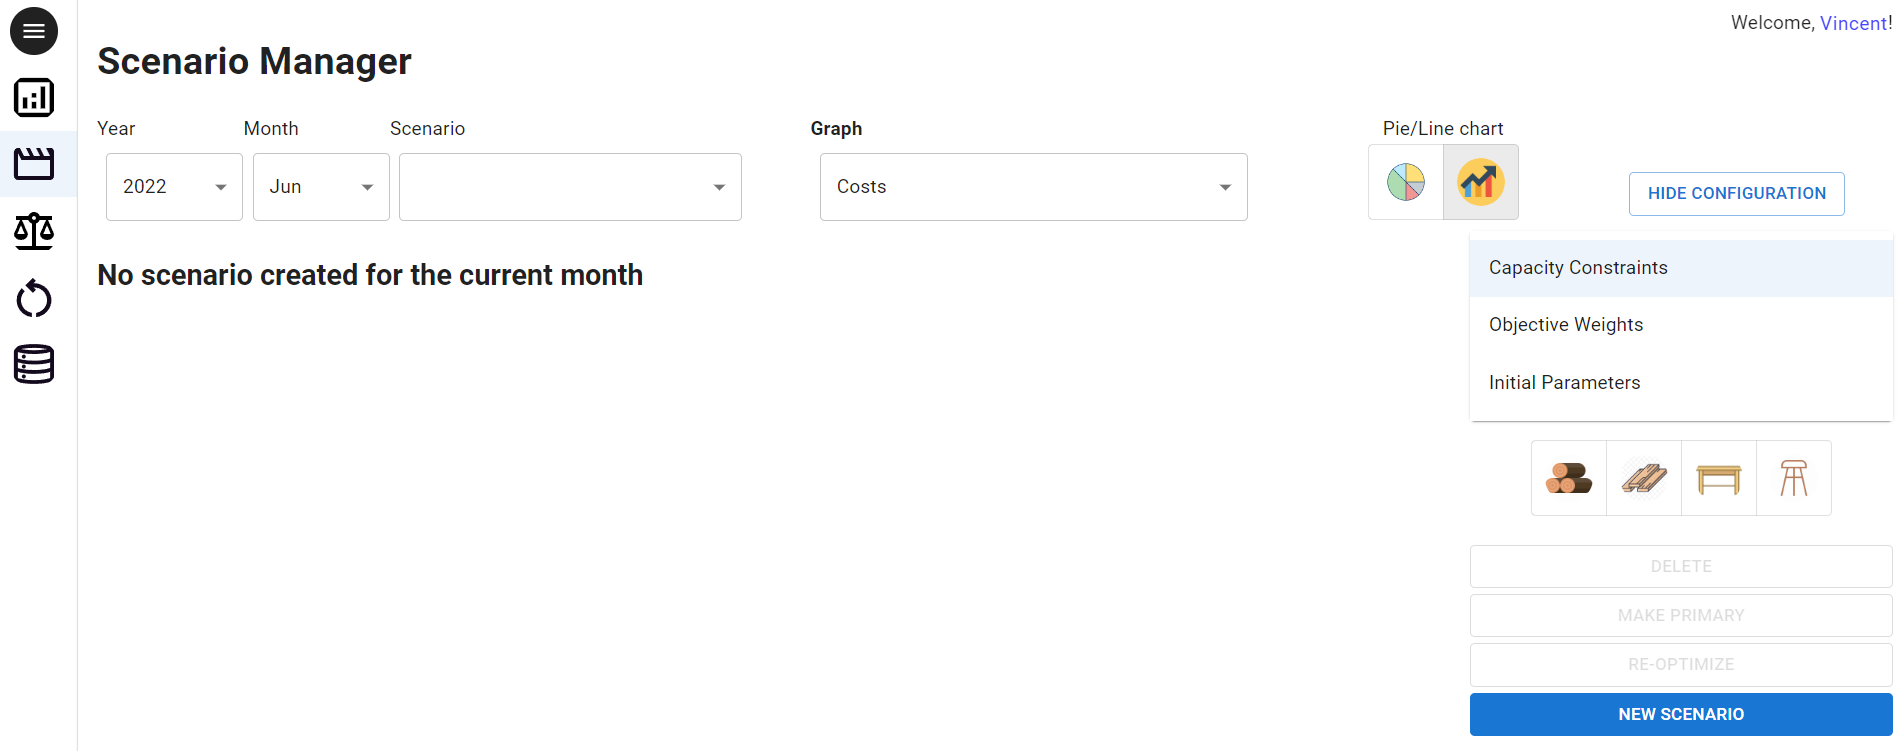 Welcome, Vincent!
Scenario Manager
Year Month Scenario Graph Pie/Line chart
2022 Jun Costs
HIDE CONFIGURATION
No scenario created for the current month
Capacity Constraints
Objective Weights
Initial Parameters
DELETE
MAKE PRIMARY
RE-OPTIMIZE
NEW SCENARIO